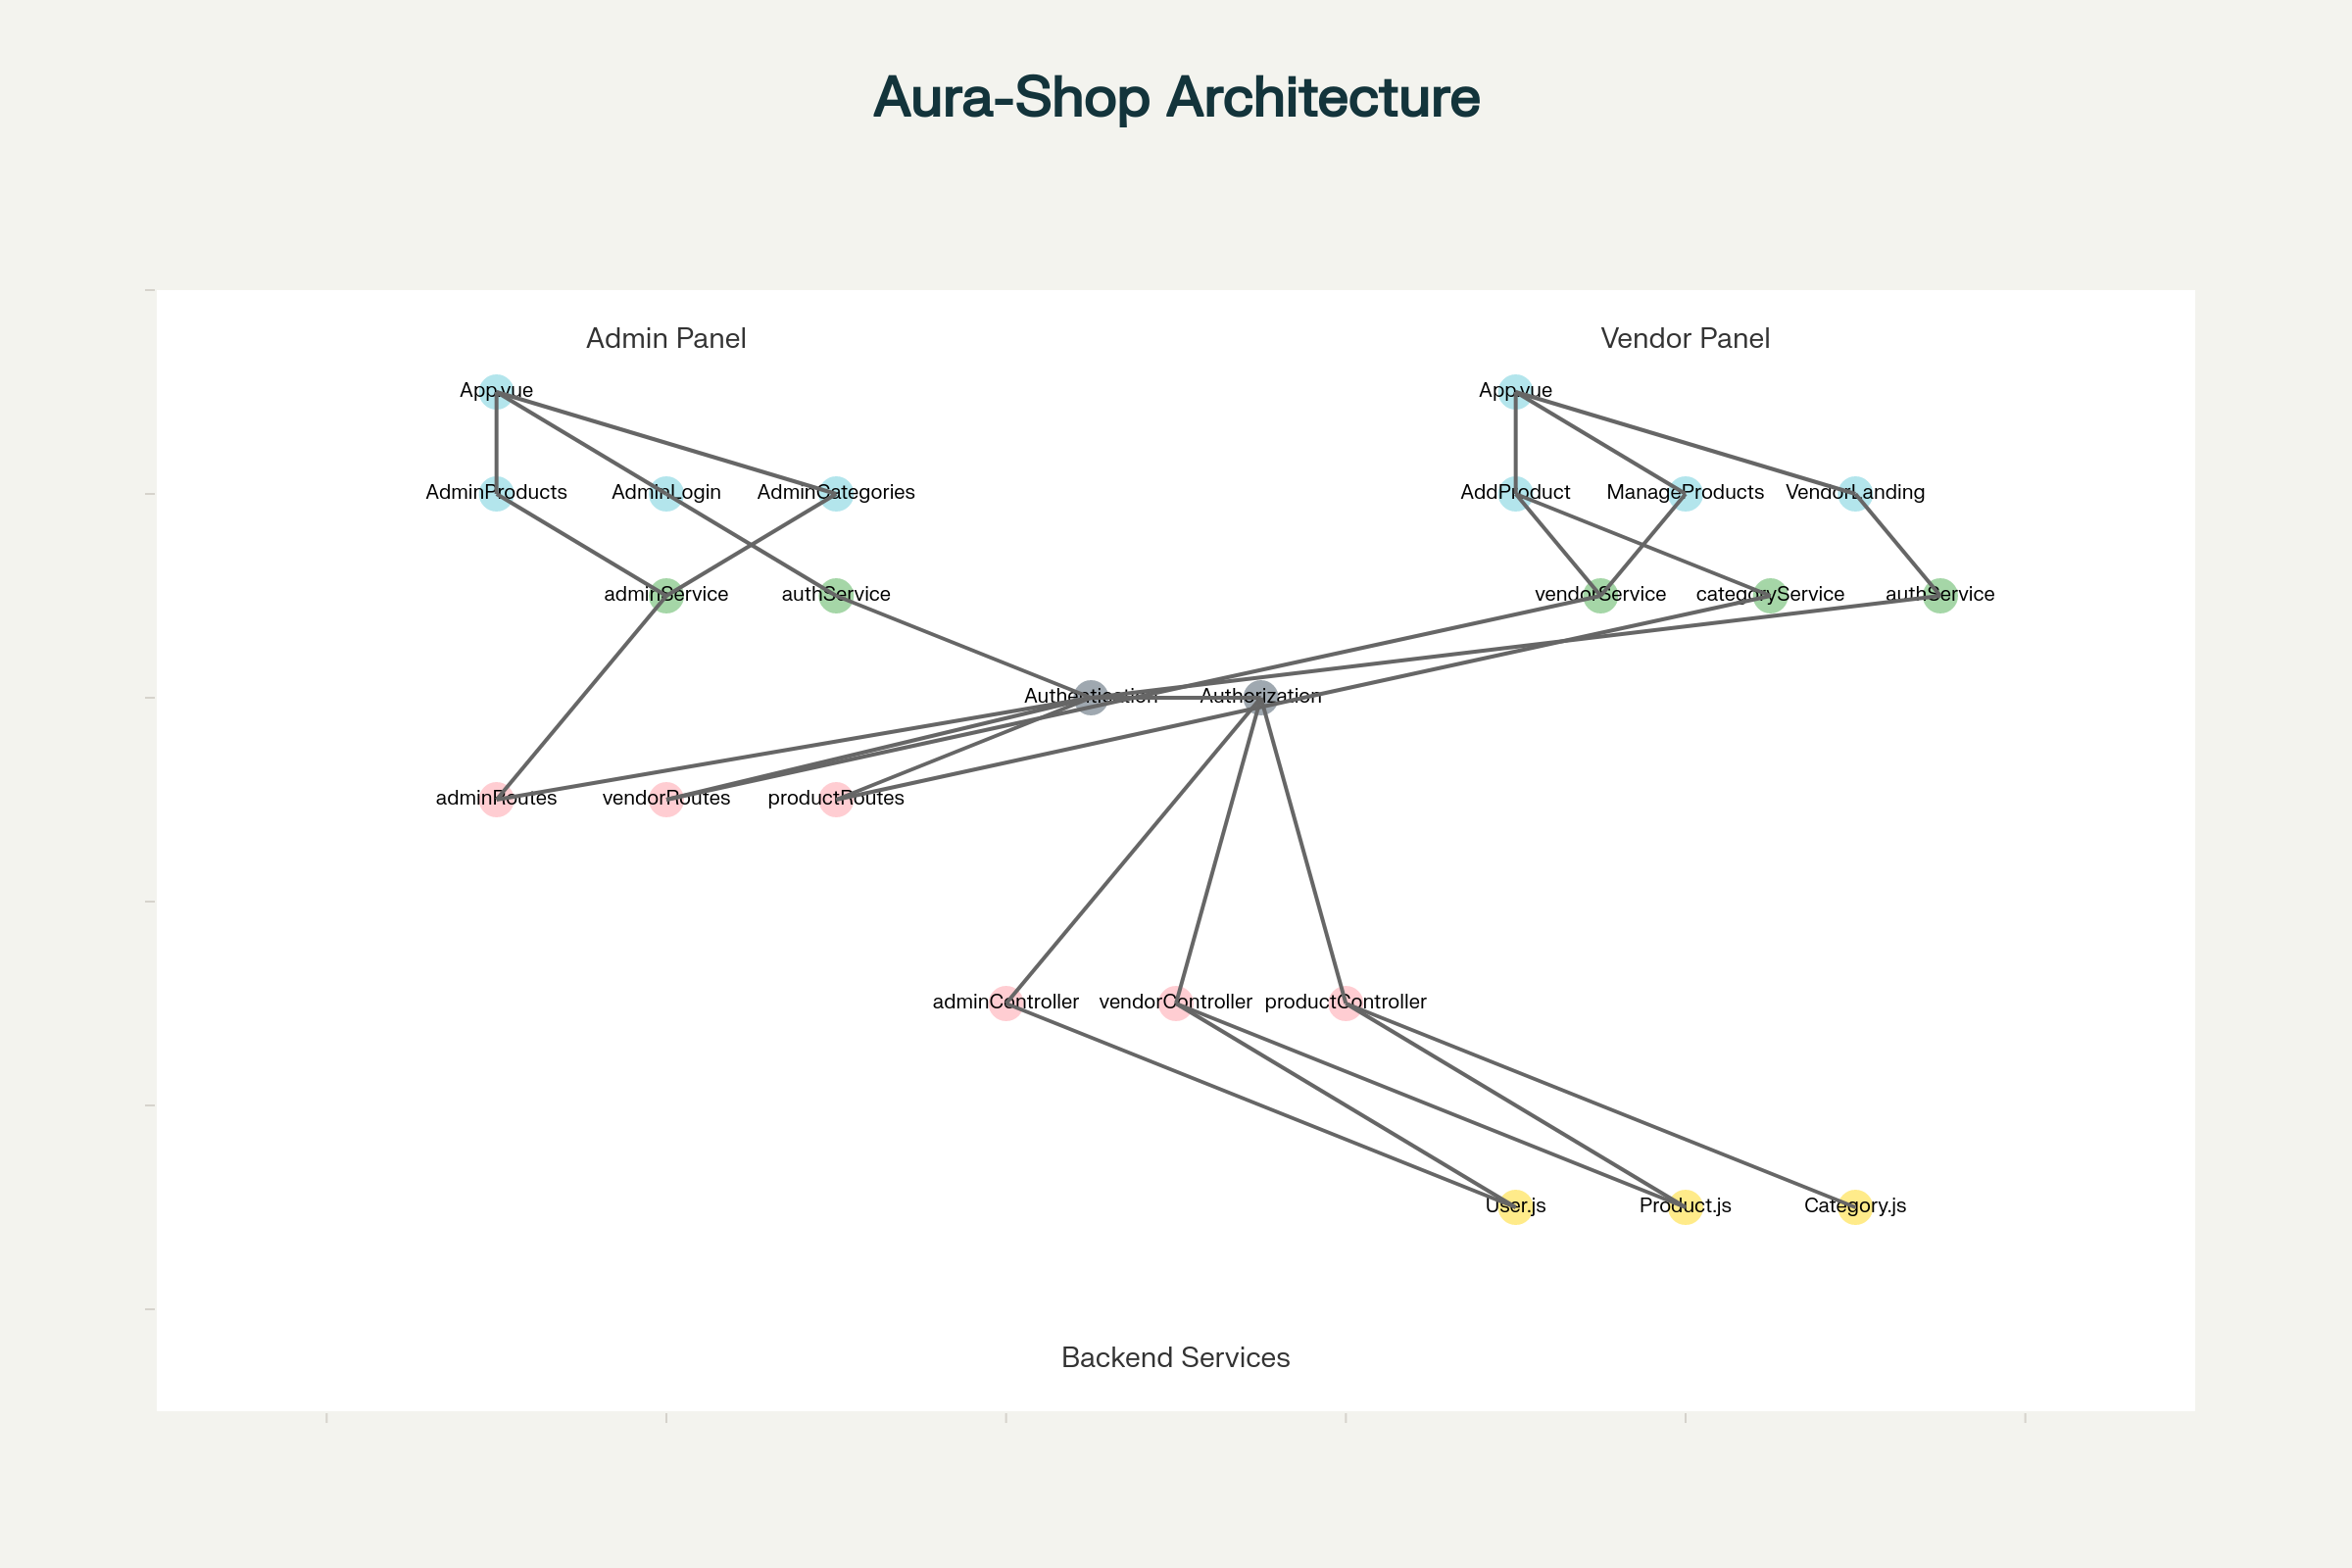 Aura-Shop Architecture
Admin Panel
Vendor Panel
App.vue
App.vue
AdminProducts
AdminLogin
AdminCategories
AddProduct
ManageProducts
VendorLanding
adminService
authService
vendorService
categoryService
authService
Authentication
Authorization
adminRoutes
vendorRoutes
productRoutes
adminController
vendorController
productController
User.js
Product.js
Category.js
Backend Services